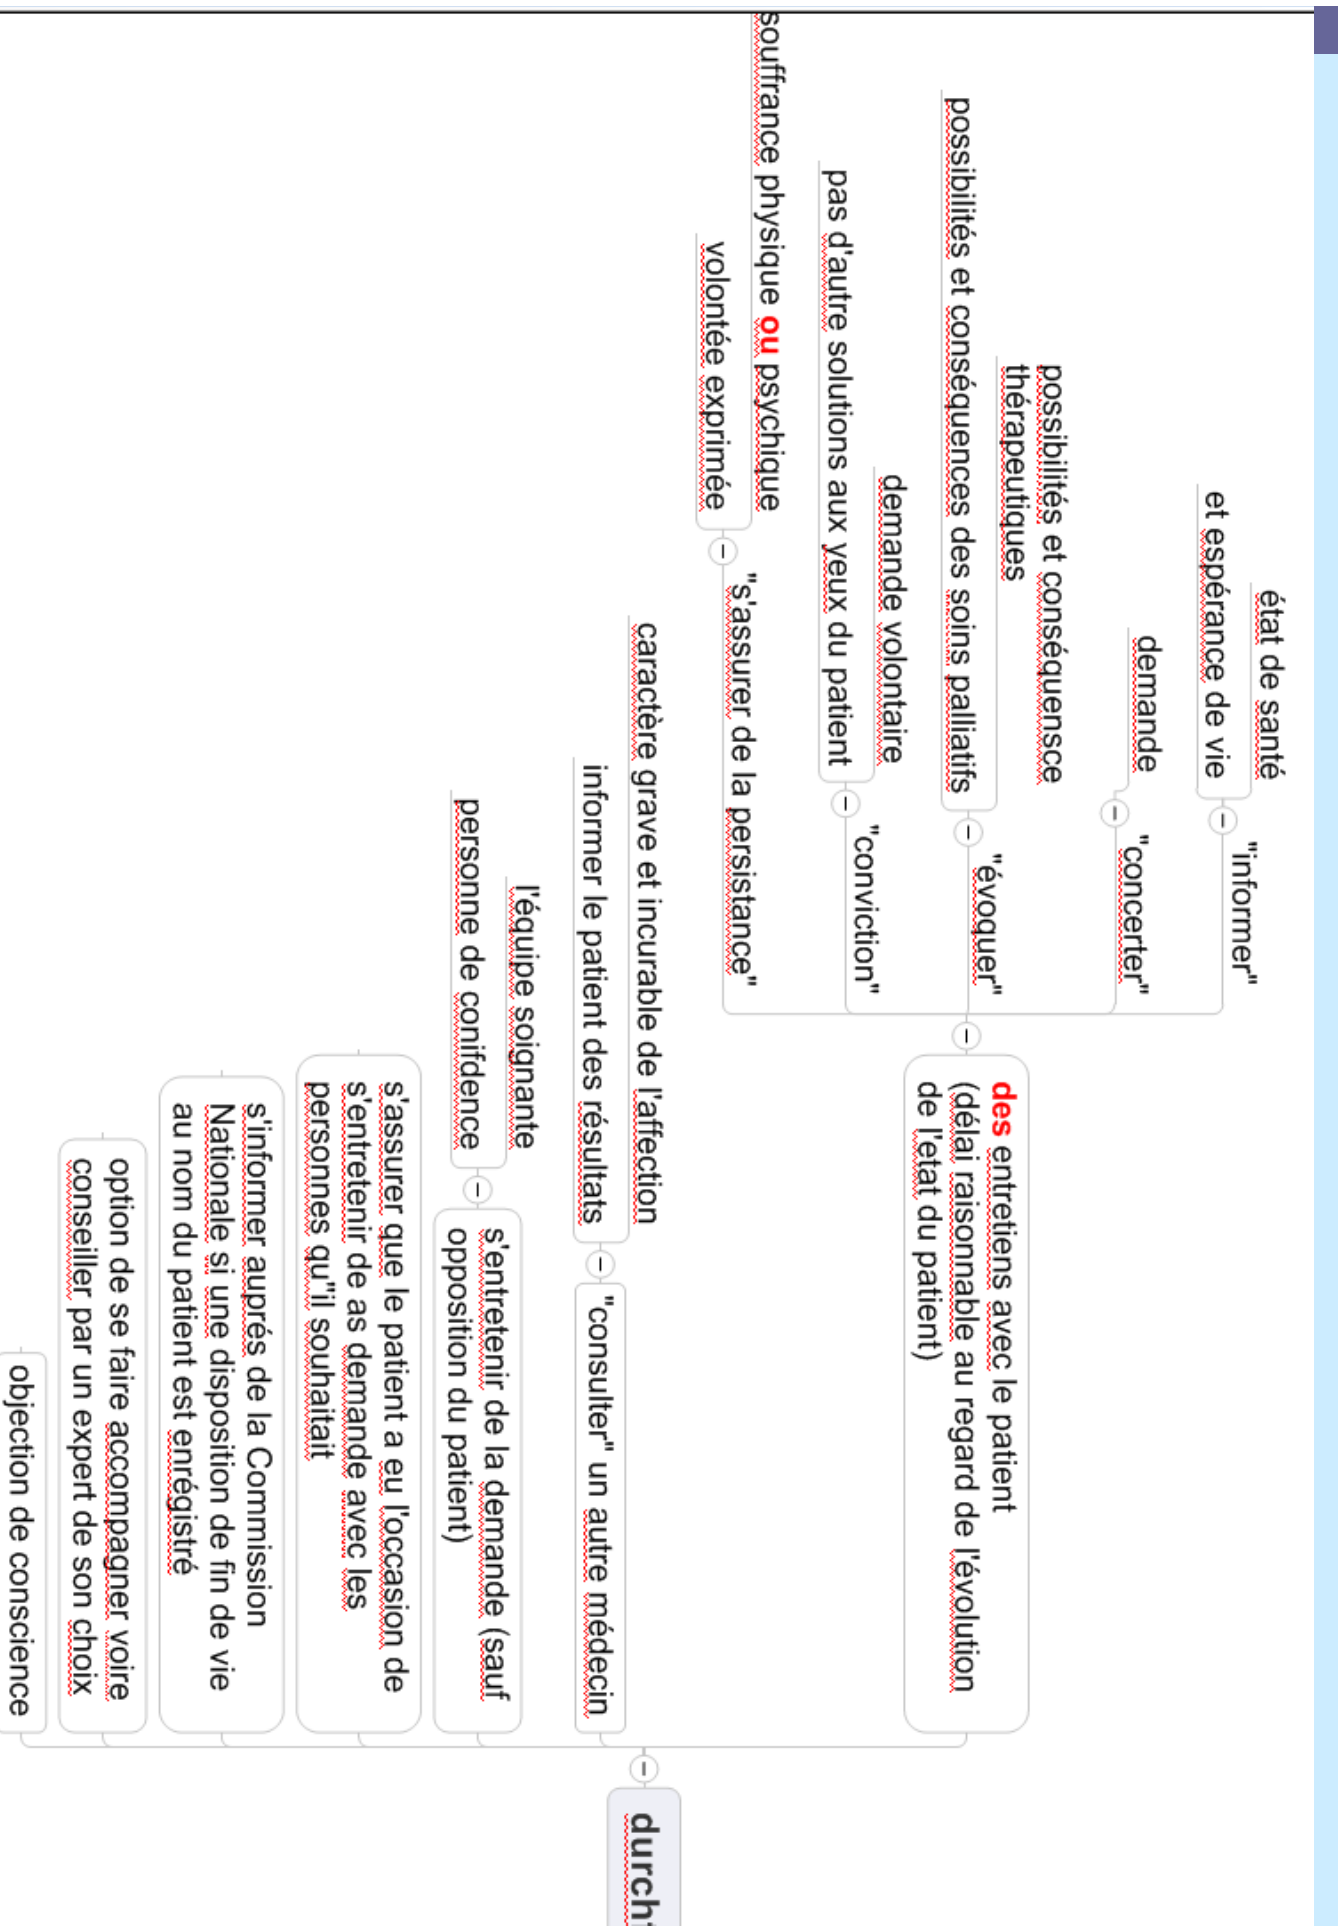 état de santé
et espérance de vie
"informer"
demande
"concerter"
possibilités et conséquensce
thérapeutiques
possibilités et conséquences des soins palliatifs
"évoquer"
demande volontaire
pas d'autre solutions aux yeux du patient
"conviction"
souffrance physique ou psychique
volontée exprimée
"s'assurer de la persistance"
des entretiens avec le patient
(délai raisonnable au regard de l'évolution
de l'etat du patient)
caractère grave et incurable de l'affection
informer le patient des résultats
"consulter" un autre médecin
l'équipe soignante
personne de conifdence
s'entretenir de la demande (sauf
opposition du patient)
s'assurer que le patient a eu l'occasion de
s'entretenir de as demande avec les
personnes qu"il souhaitait
s'informer auprés de la Commission
Nationale si une disposition de fin de vie
au nom du patient est enrégistré
option de se faire accompagner voire
conseiller par un expert de son choix
objection de conscience